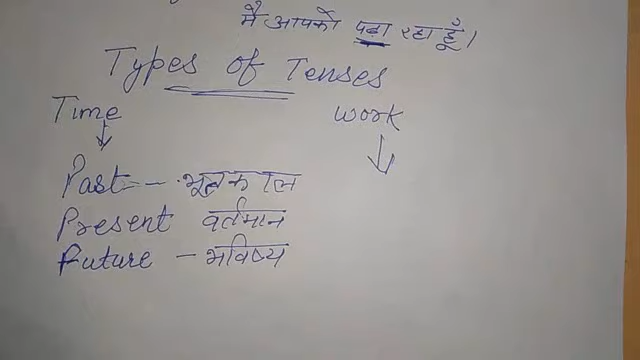 मै आपको पढ़ा रहा हूँ।
Types of Tenses
Time work
Past - भूतकाल
Present वर्तमान
Future - भविष्य